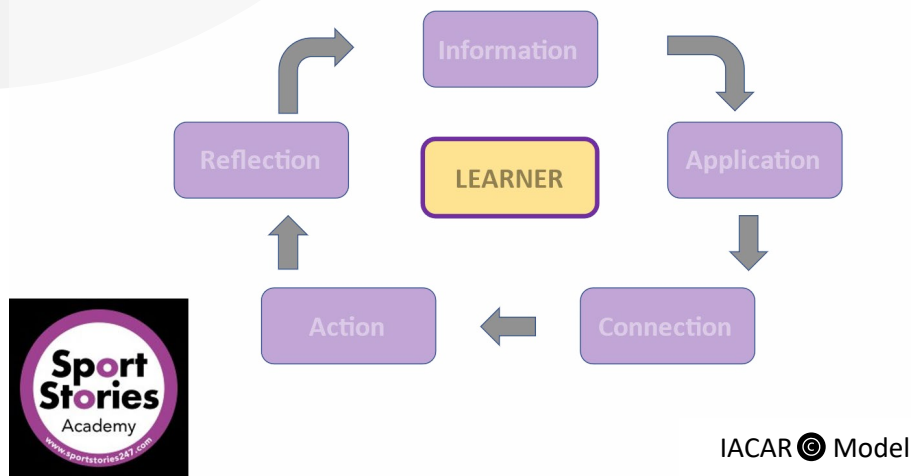 Information
Reflection
LEARNER
Application
Action
Connection
Sport
Stories
Academy
www.sportstories247.com
IACAR © Model